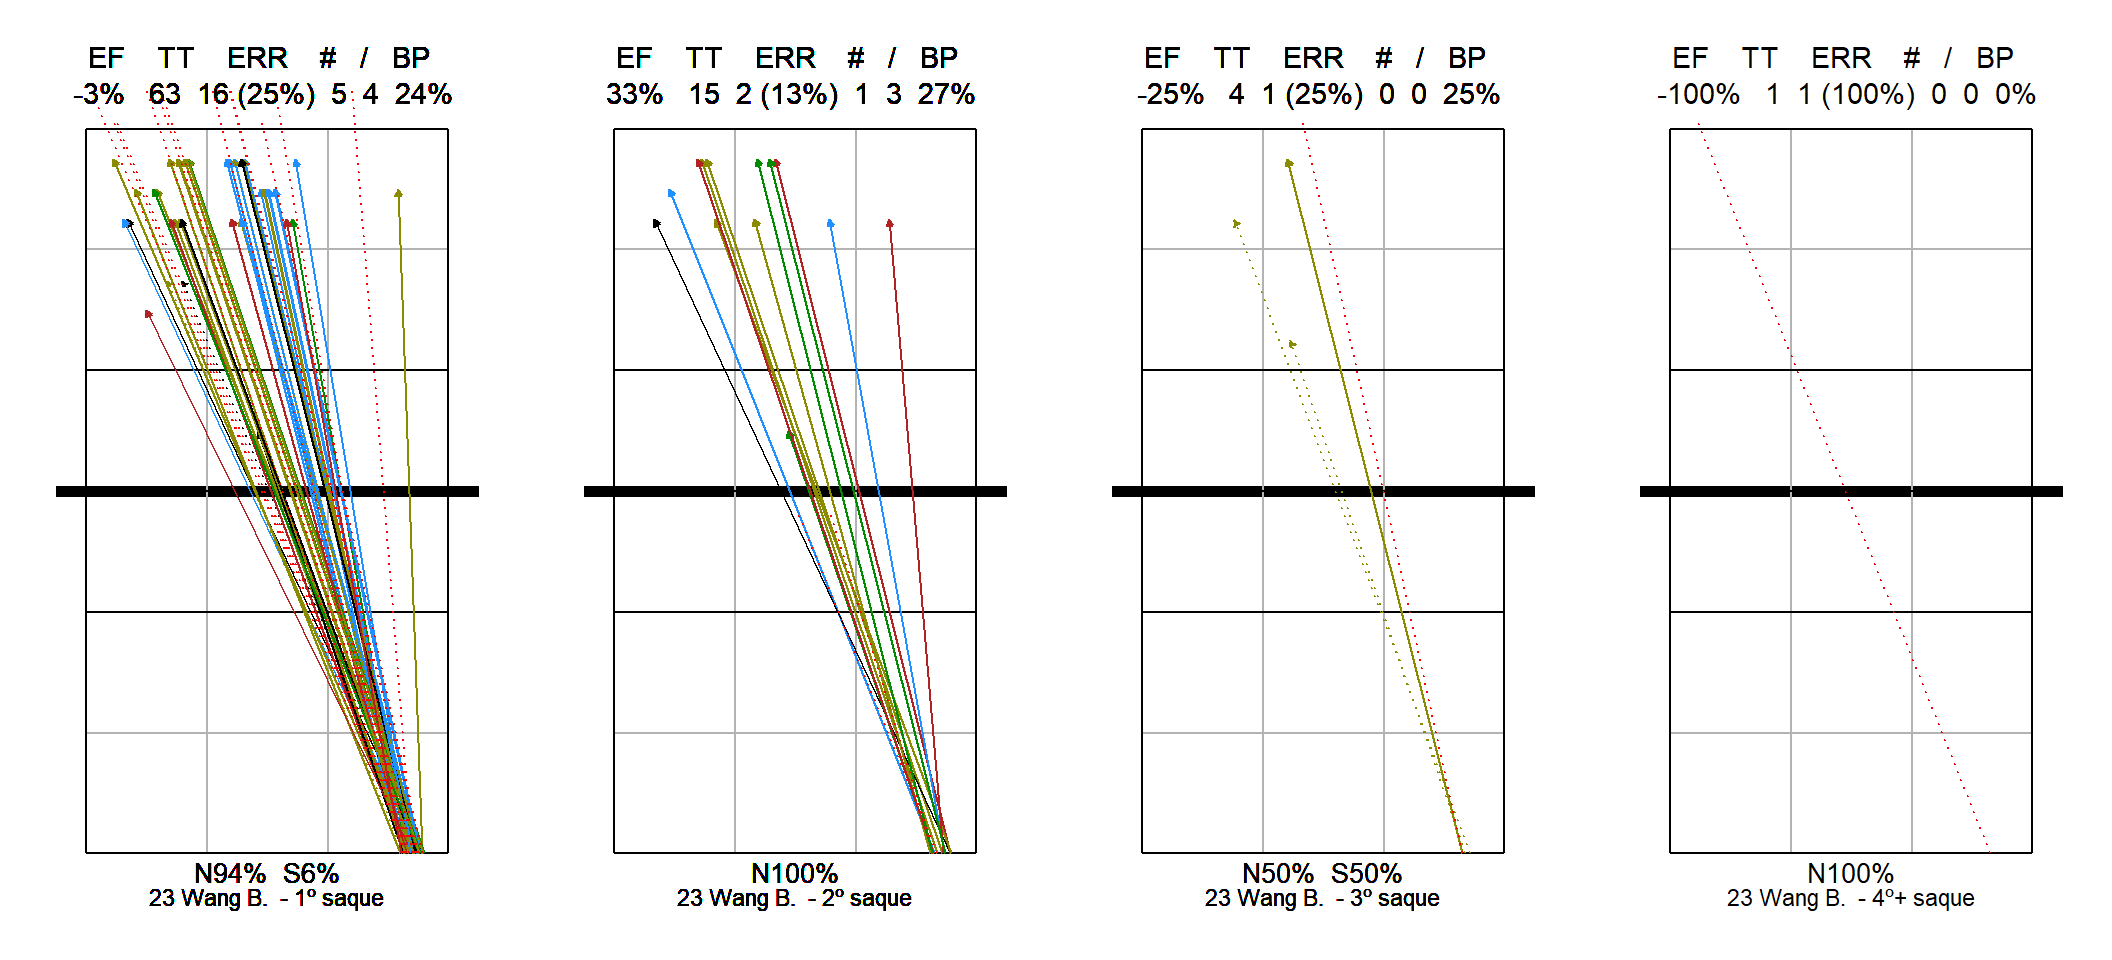 EF TT ERR # / BP
-3% 63 16 (25%) 5 4 24%
N94% S6%
23 Wang B. - 1º saque
EF TT ERR # / BP
33% 15 2 (13%) 1 3 27%
N100%
23 Wang B. - 2º saque
EF TT ERR # / BP
-25% 4 1 (25%) 0 0 25%
N50% S50%
23 Wang B. - 3º saque
EF TT ERR # / BP
-100% 1 1 (100%) 0 0 0%
N100%
23 Wang B. - 4º+ saque